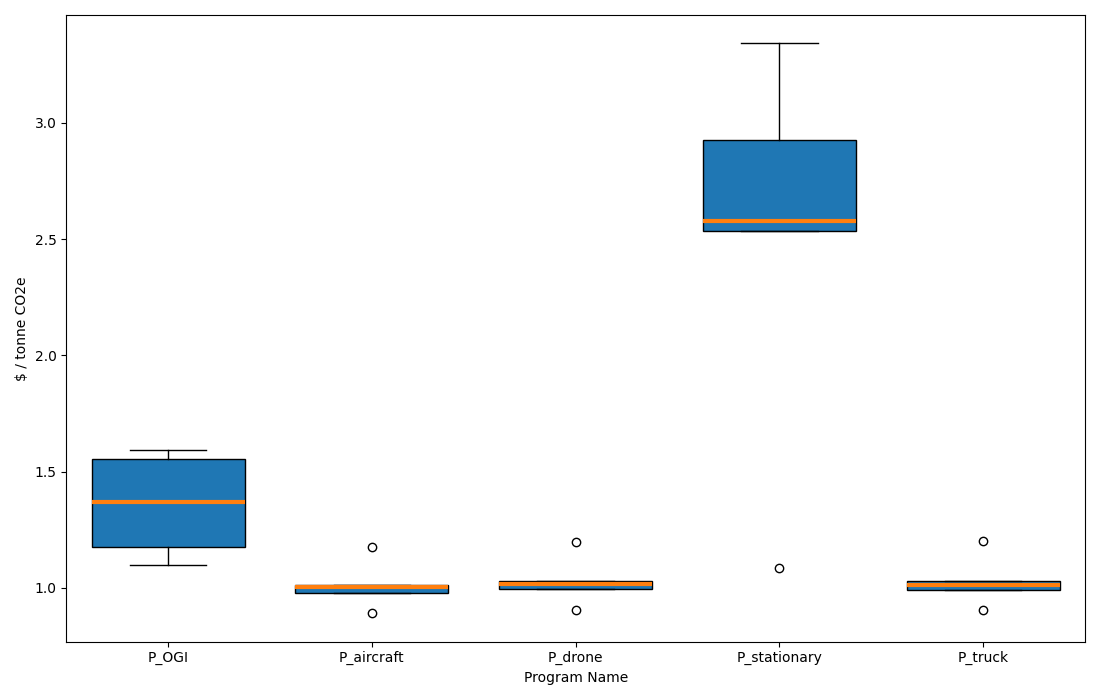 $ / tonne CO2e
3.0
2.5
2.0
1.5
1.0
P_OGI P_aircraft P_drone P_stationary P_truck
Program Name